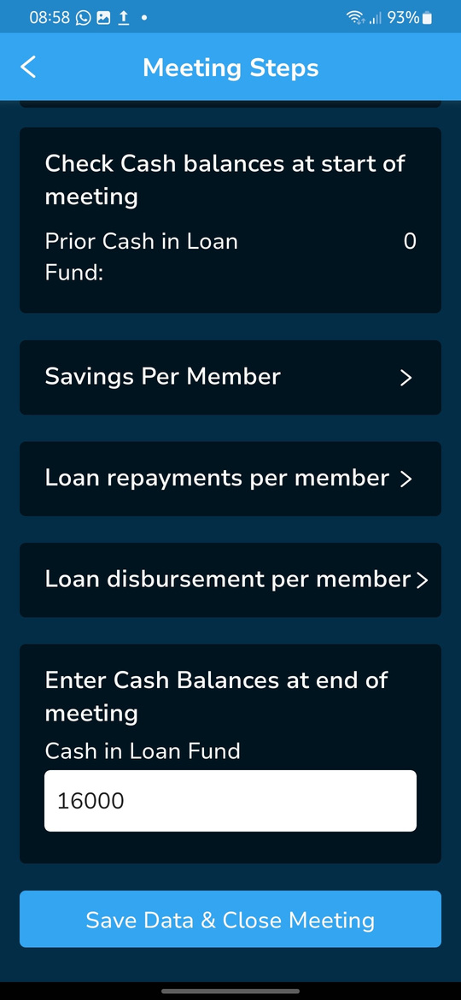 08:58 93%
Meeting Steps
Check Cash balances at start of
meeting
Prior Cash in Loan 0
Fund:
Savings Per Member
Loan repayments per member
Loan disbursement per member
Enter Cash Balances at end of
meeting
Cash in Loan Fund
16000
Save Data & Close Meeting